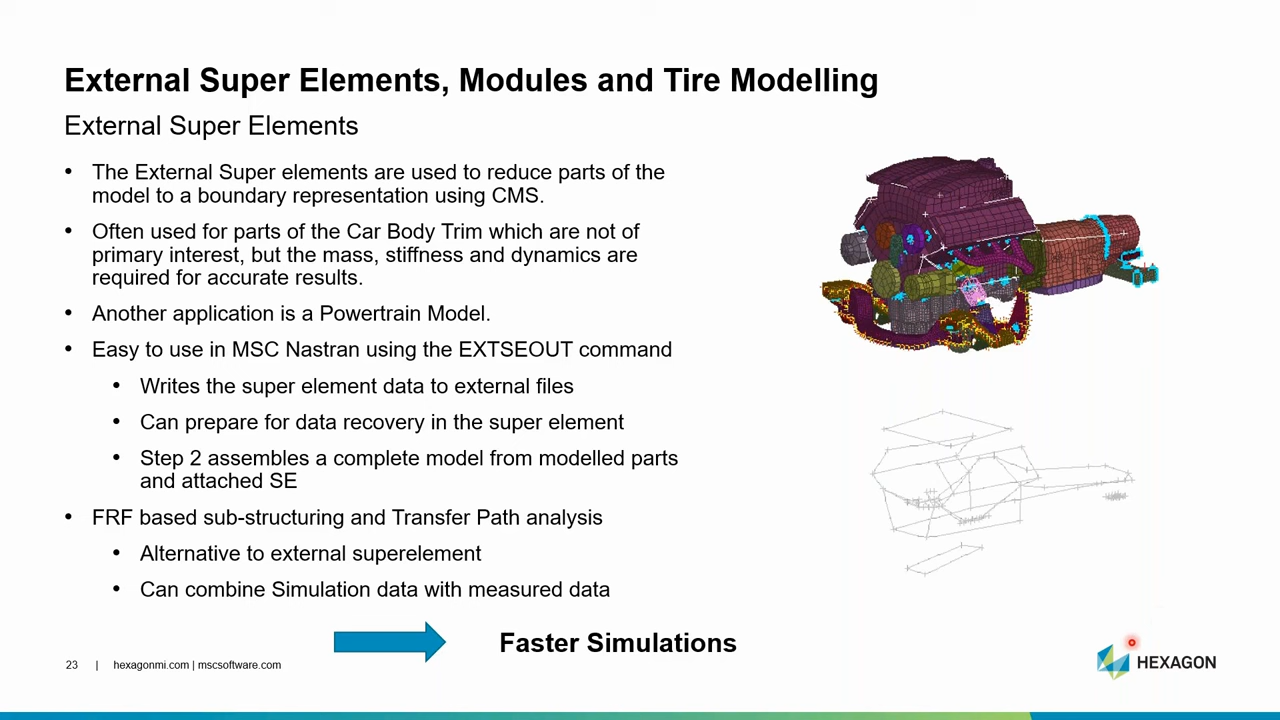 External Super Elements, Modules and Tire Modelling
External Super Elements
• The External Super elements are used to reduce parts of the
model to a boundary representation using CMS.
• Often used for parts of the Car Body Trim which are not of
primary interest, but the mass, stiffness and dynamics are
required for accurate results.
• Another application is a Powertrain Model.
• Easy to use in MSC Nastran using the EXTSEOUT command
• Writes the super element data to external files
• Can prepare for data recovery in the super element
• Step 2 assembles a complete model from modelled parts
and attached SE
• FRF based sub-structuring and Transfer Path analysis
• Alternative to external superelement
• Can combine Simulation data with measured data
Faster Simulations
23 | hexagonmi.com | mscsoftware.com
HEXAGON